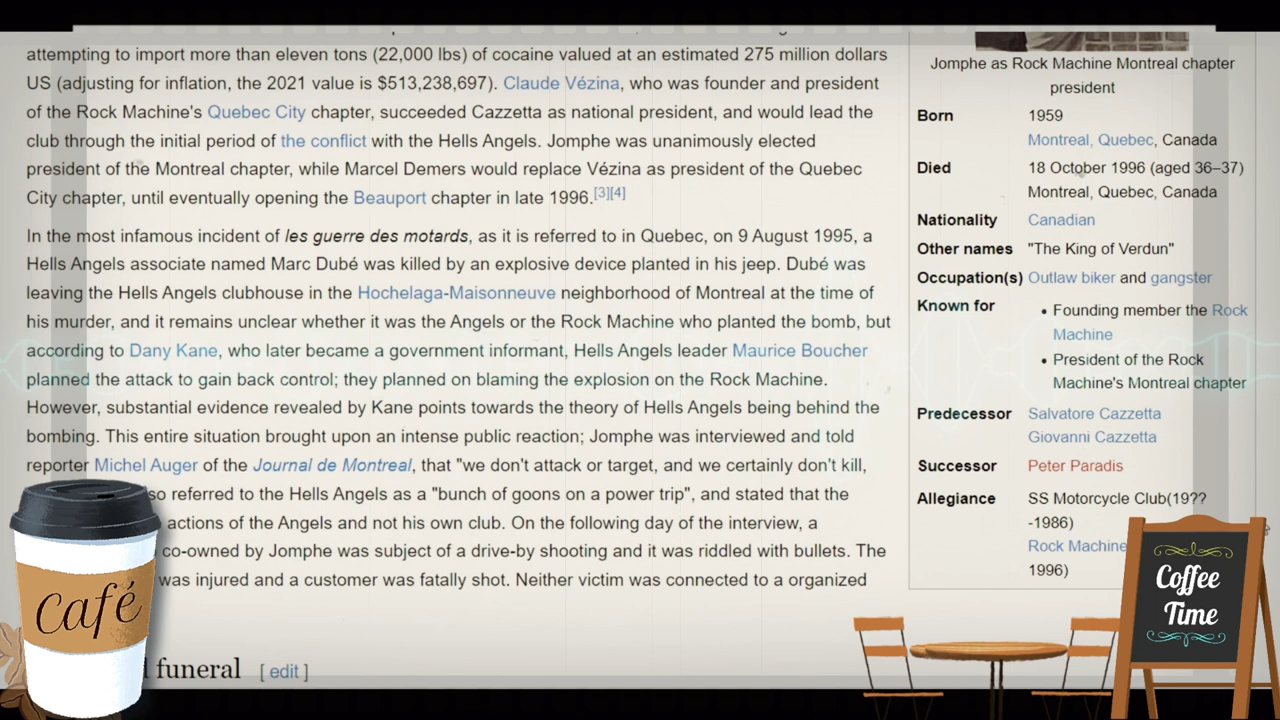 attempting to import more than eleven tons (22,000 lbs) of cocaine valued at an estimated 275 million dollars
US (adjusting for inflation, the 2021 value is $513,238,697). Claude Vézina, who was founder and president
of the Rock Machine's Quebec City chapter, succeeded Cazzetta as national president, and would lead the
club through the initial period of the conflict with the Hells Angels. Jomphe was unanimously elected
president of the Montreal chapter, while Marcel Demers would replace Vézina as president of the Quebec
City chapter, until eventually opening the Beauport chapter in late 1996.[3][4]
In the most infamous incident of les guerre des motards, as it is referred to in Quebec, on 9 August 1995, a
Hells Angels associate named Marc Dubé was killed by an explosive device planted in his jeep. Dubé was
leaving the Hells Angels clubhouse in the Hochelaga-Maisonneuve neighborhood of Montreal at the time of
his murder, and it remains unclear whether it was the Angels or the Rock Machine who planted the bomb, but
according to Dany Kane, who later became a government informant, Hells Angels leader Maurice Boucher
planned the attack to gain back control; they planned on blaming the explosion on the Rock Machine.
However, substantial evidence revealed by Kane points towards the theory of Hells Angels being behind the
bombing. This entire situation brought upon an intense public reaction; Jomphe was interviewed and told
reporter Michel Auger of the Journal de Montreal, that "we don't attack or target, and we certainly don't kill,
so referred to the Hells Angels as a "bunch of goons on a power trip", and stated that the
actions of the Angels and not his own club. On the following day of the interview, a
co-owned by Jomphe was subject of a drive-by shooting and it was riddled with bullets. The
was injured and a customer was fatally shot. Neither victim was connected to a organized
funeral [ edit ]
Jomphe as Rock Machine Montreal chapter
president
Born 1959
Montreal, Quebec, Canada
Died 18 October 1996 (aged 36–37)
Montreal, Quebec, Canada
Nationality Canadian
Other names "The King of Verdun"
Occupation(s) Outlaw biker and gangster
Known for • Founding member the Rock
Machine
• President of the Rock
Machine's Montreal chapter
Predecessor Salvatore Cazzetta
Giovanni Cazzetta
Successor Peter Paradis
Allegiance SS Motorcycle Club(19??
-1986)
Rock Machine
1996)
Café
Coffee
Time